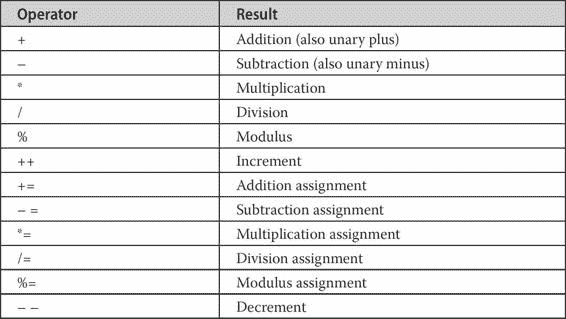 Operator Result
+ Addition (also unary plus)
– Subtraction (also unary minus)
* Multiplication
/ Division
% Modulus
++ Increment
+= Addition assignment
– = Subtraction assignment
*= Multiplication assignment
/= Division assignment
%= Modulus assignment
– – Decrement